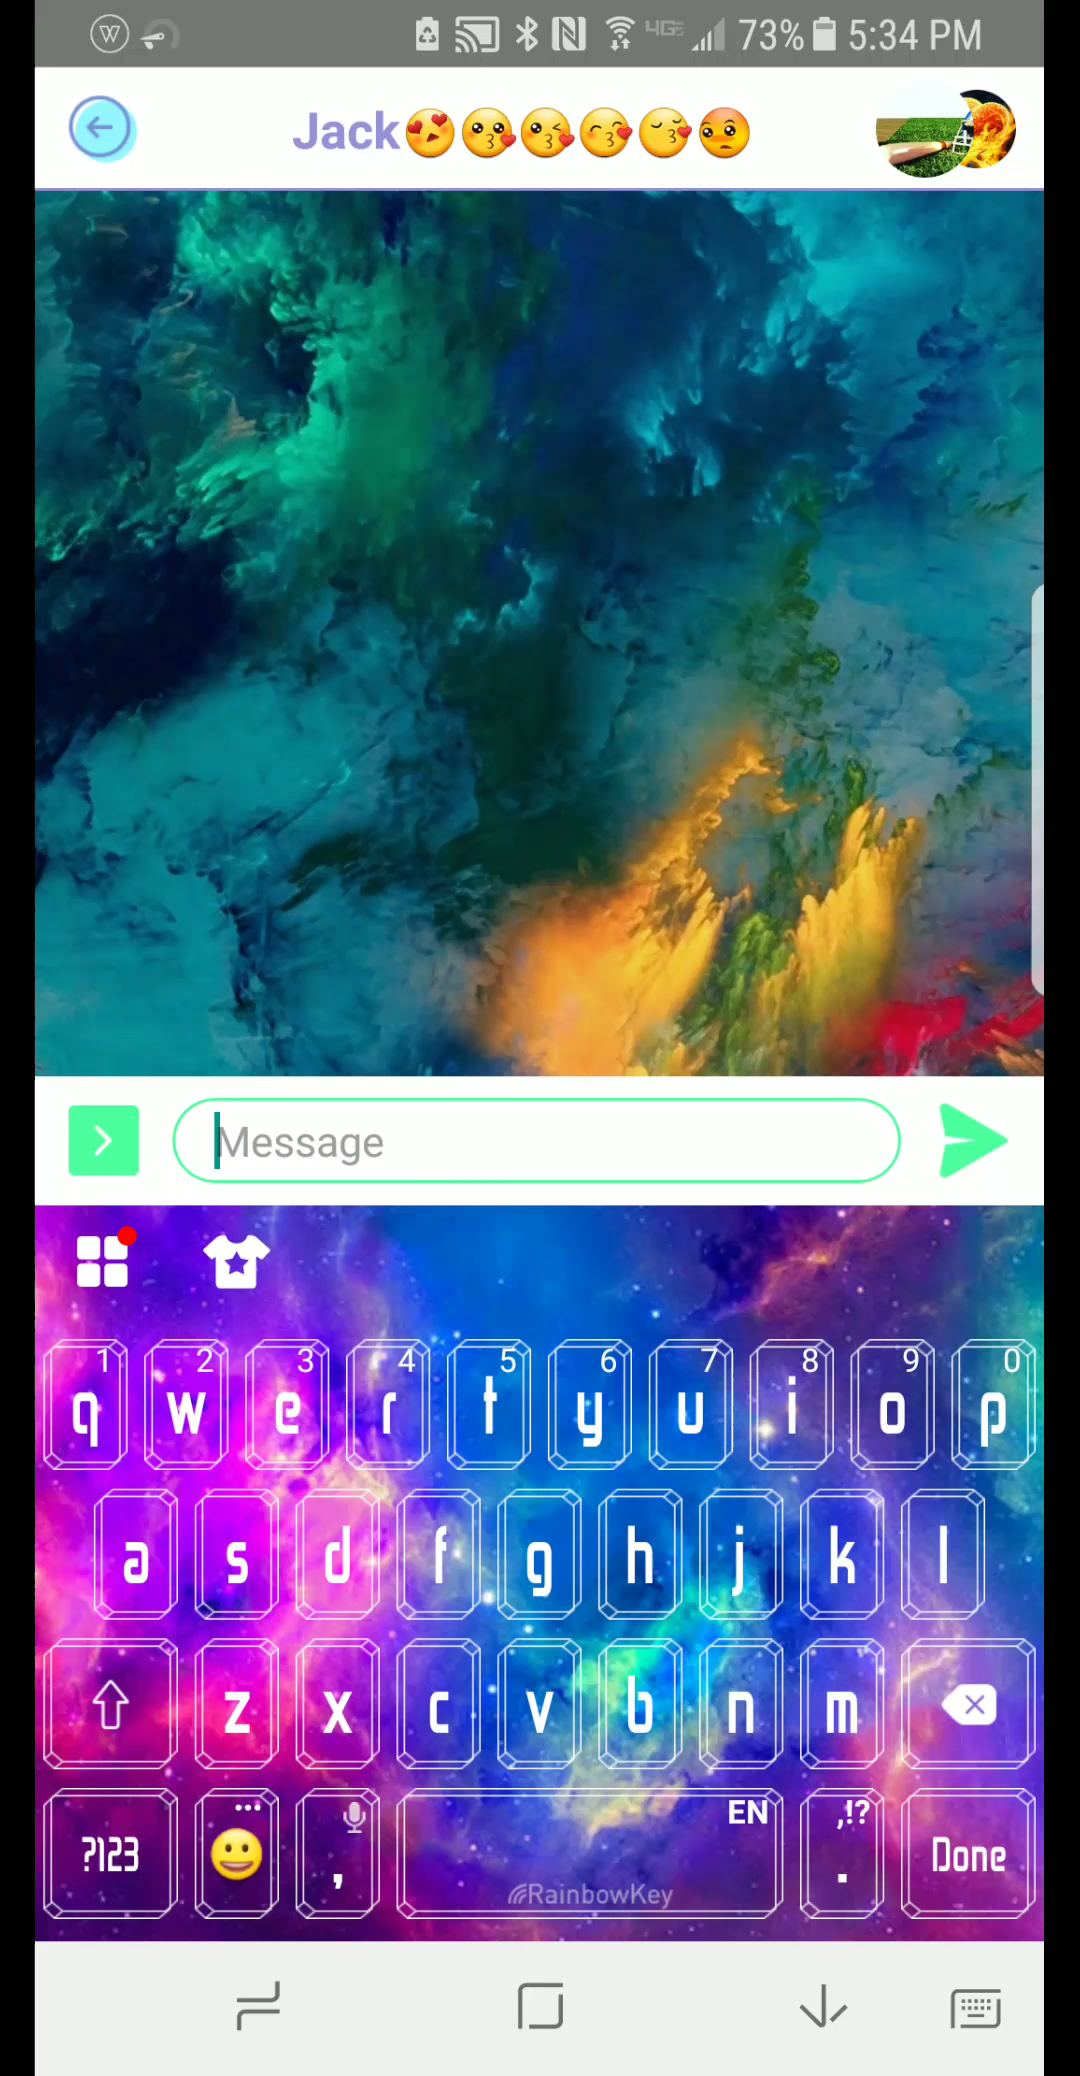 W 4GE 73% 5:34 PM
Jack😍🥰😘😙😚😳
Message
1 2 3 4 5 6 7 8 9 0
q w e r t y u i o p
a s d f g h j k l
z x c v b n m
?123 , EN ,!? . Done
RainbowKey